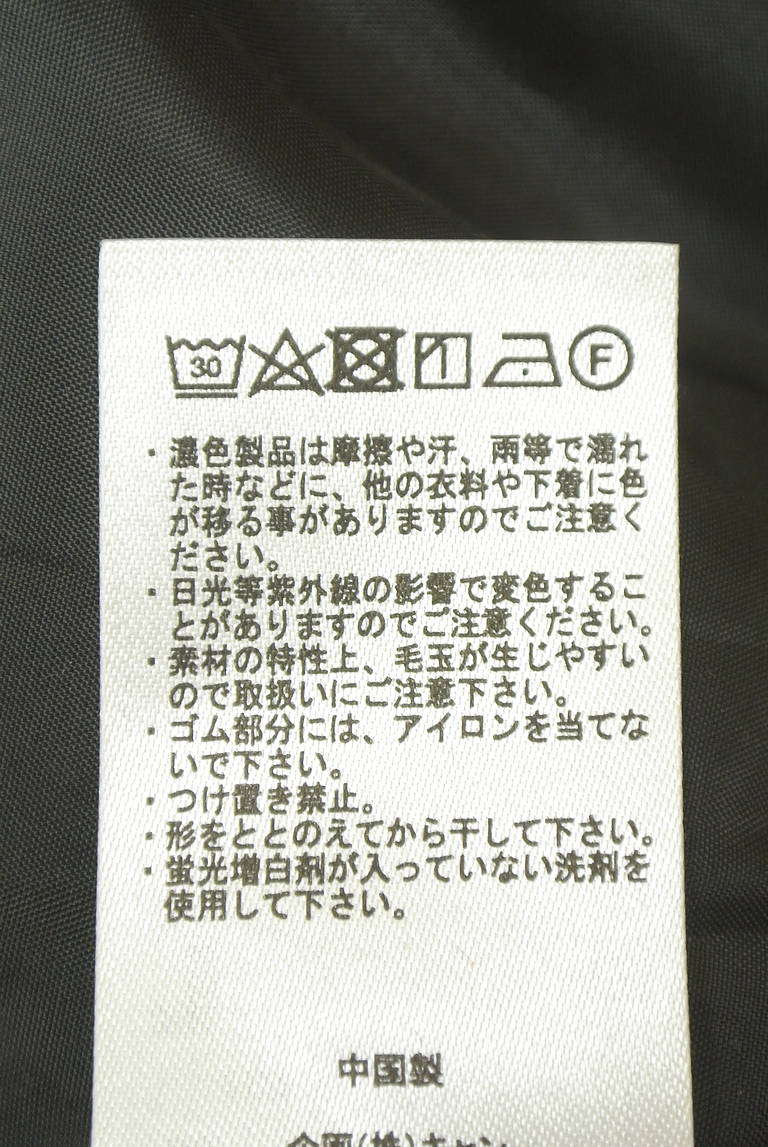 30 F
・濃色製品は摩擦や汗、雨等で濡れ
た時などに、他の衣料や下着に色
が移る事がありますのでご注意く
ださい。
・日光等紫外線の影響で変色するこ
とがありますのでご注意ください。
・素材の特性上、毛玉が生じやすい
ので取扱いにご注意下さい。
・ゴム部分には、アイロンを当てな
いで下さい。
・つけ置き禁止。
・形をととのえてから干して下さい。
・蛍光増白剤が入っていない洗剤を
使用して下さい。
中国製
企画(株)キャン